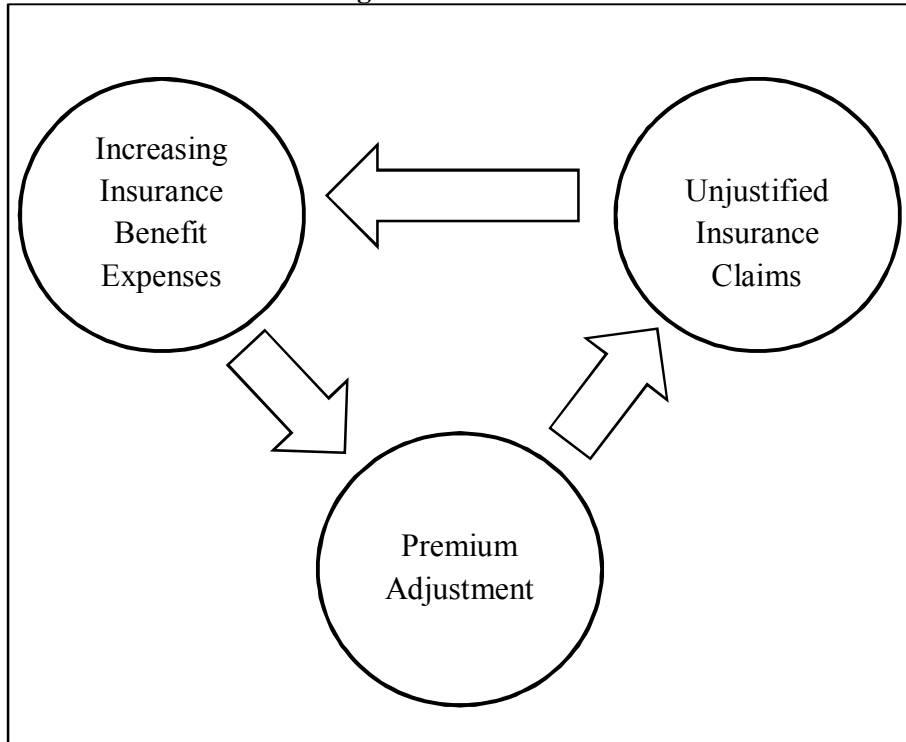 Increasing
Insurance
Benefit
Expenses
Unjustified
Insurance
Claims
Premium
Adjustment